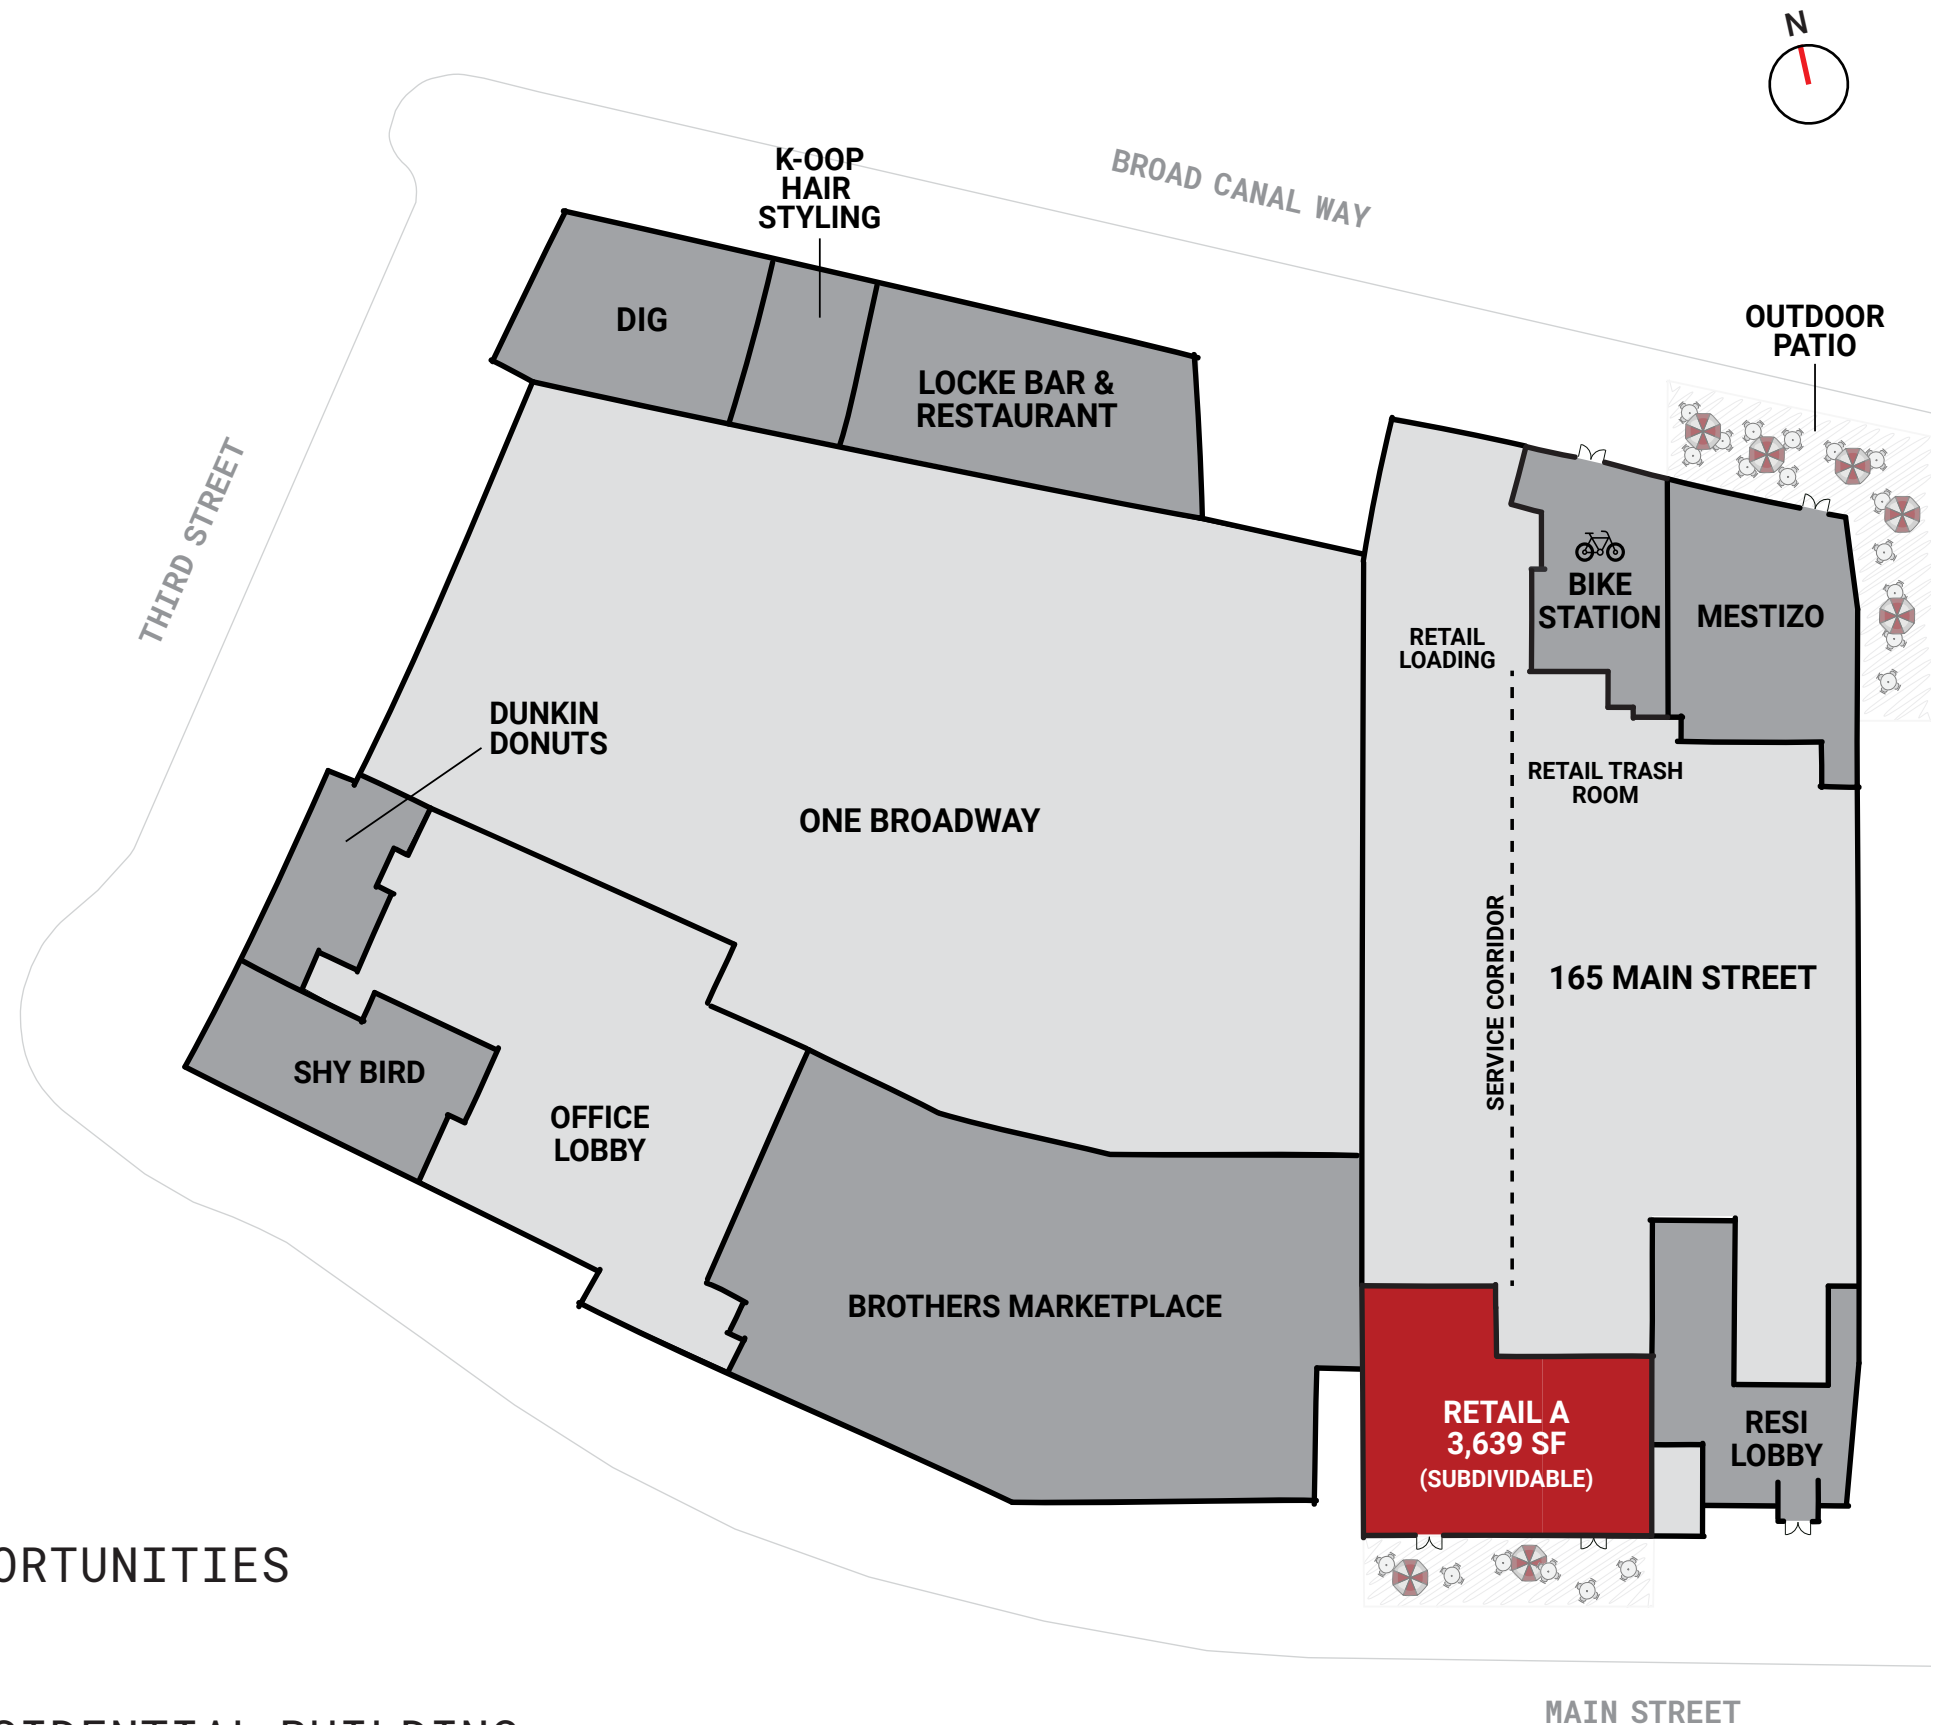 N
BROAD CANAL WAY
K-OOP
HAIR
STYLING
DIG
LOCKE BAR &
RESTAURANT
OUTDOOR
PATIO
THIRD STREET
BIKE
STATION
MESTIZO
RETAIL
LOADING
DUNKIN
DONUTS
RETAIL TRASH
ROOM
ONE BROADWAY
SERVICE CORRIDOR
165 MAIN STREET
SHY BIRD
OFFICE
LOBBY
BROTHERS MARKETPLACE
RETAIL A
3,639 SF
(SUBDIVIDABLE)
RESI
LOBBY
ORTUNITIES
MAIN STREET
SIDENTIAL BUILDING